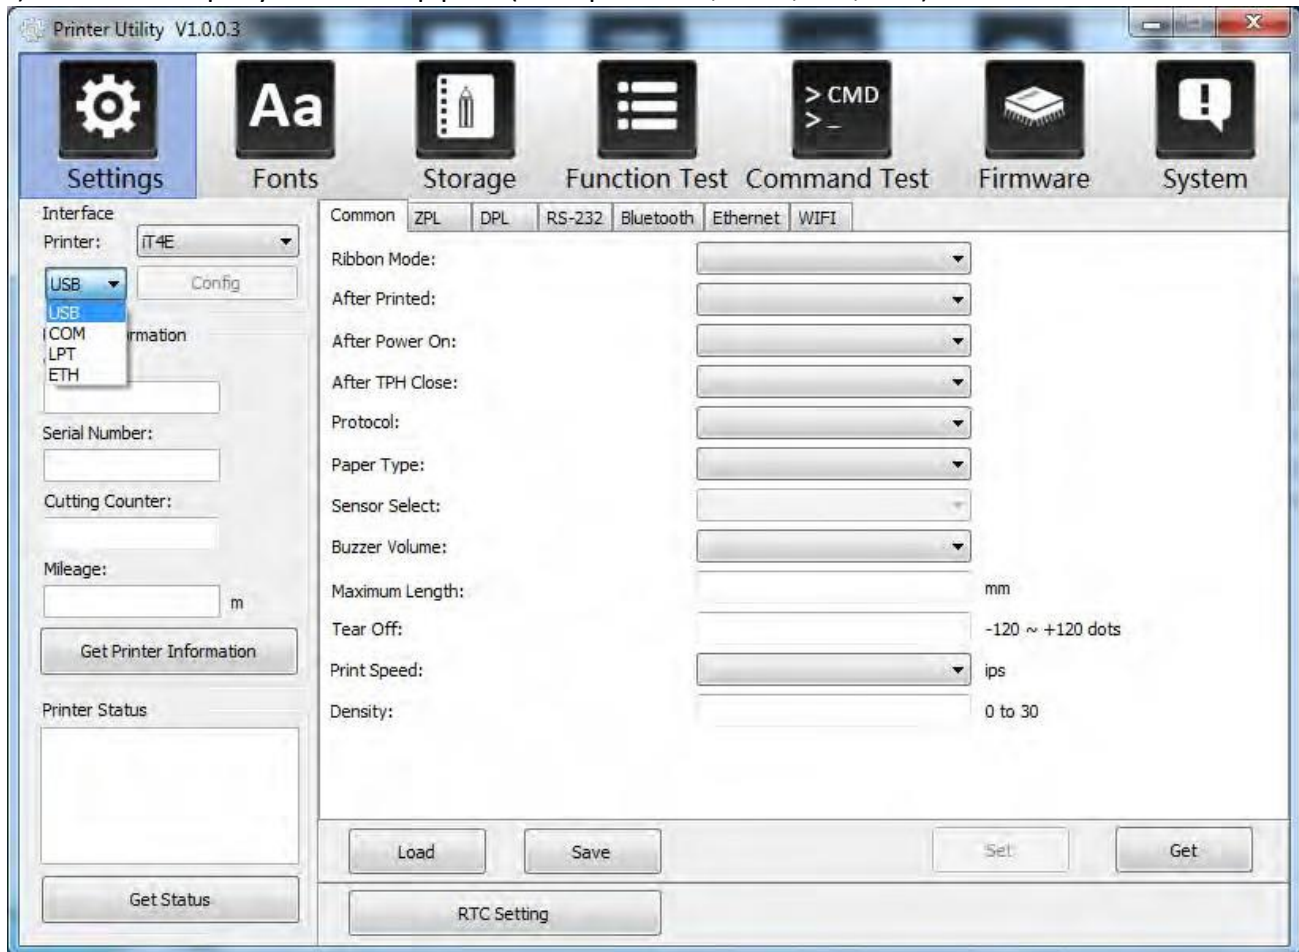 Printer Utility V1.0.0.3
Aa
> CMD
>_
Settings
Fonts
Storage
Function Test
Command Test
Firmware
System
Interface
Printer: iT4E
USB
Config
USB
COM
LPT
ETH
rmation
Serial Number:
Cutting Counter:
Mileage:
m
Get Printer Information
Printer Status
Get Status
Common
ZPL
DPL
RS-232
Bluetooth
Ethernet
WIFI
Ribbon Mode:
After Printed:
After Power On:
After TPH Close:
Protocol:
Paper Type:
Sensor Select:
Buzzer Volume:
Maximum Length: mm
Tear Off: -120 ~ +120 dots
Print Speed: ips
Density: 0 to 30
Load
Save
Set
Get
RTC Setting